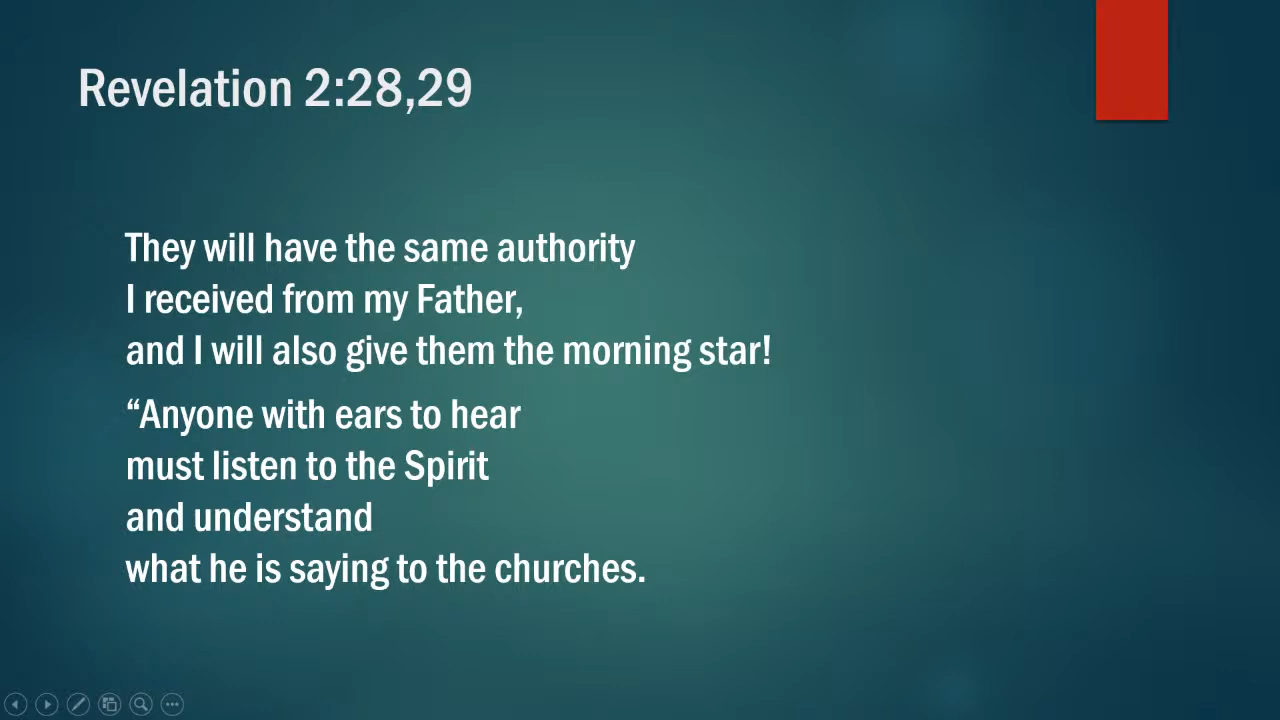 Revelation 2:28,29
They will have the same authority
I received from my Father,
and I will also give them the morning star!
“Anyone with ears to hear
must listen to the Spirit
and understand
what he is saying to the churches.